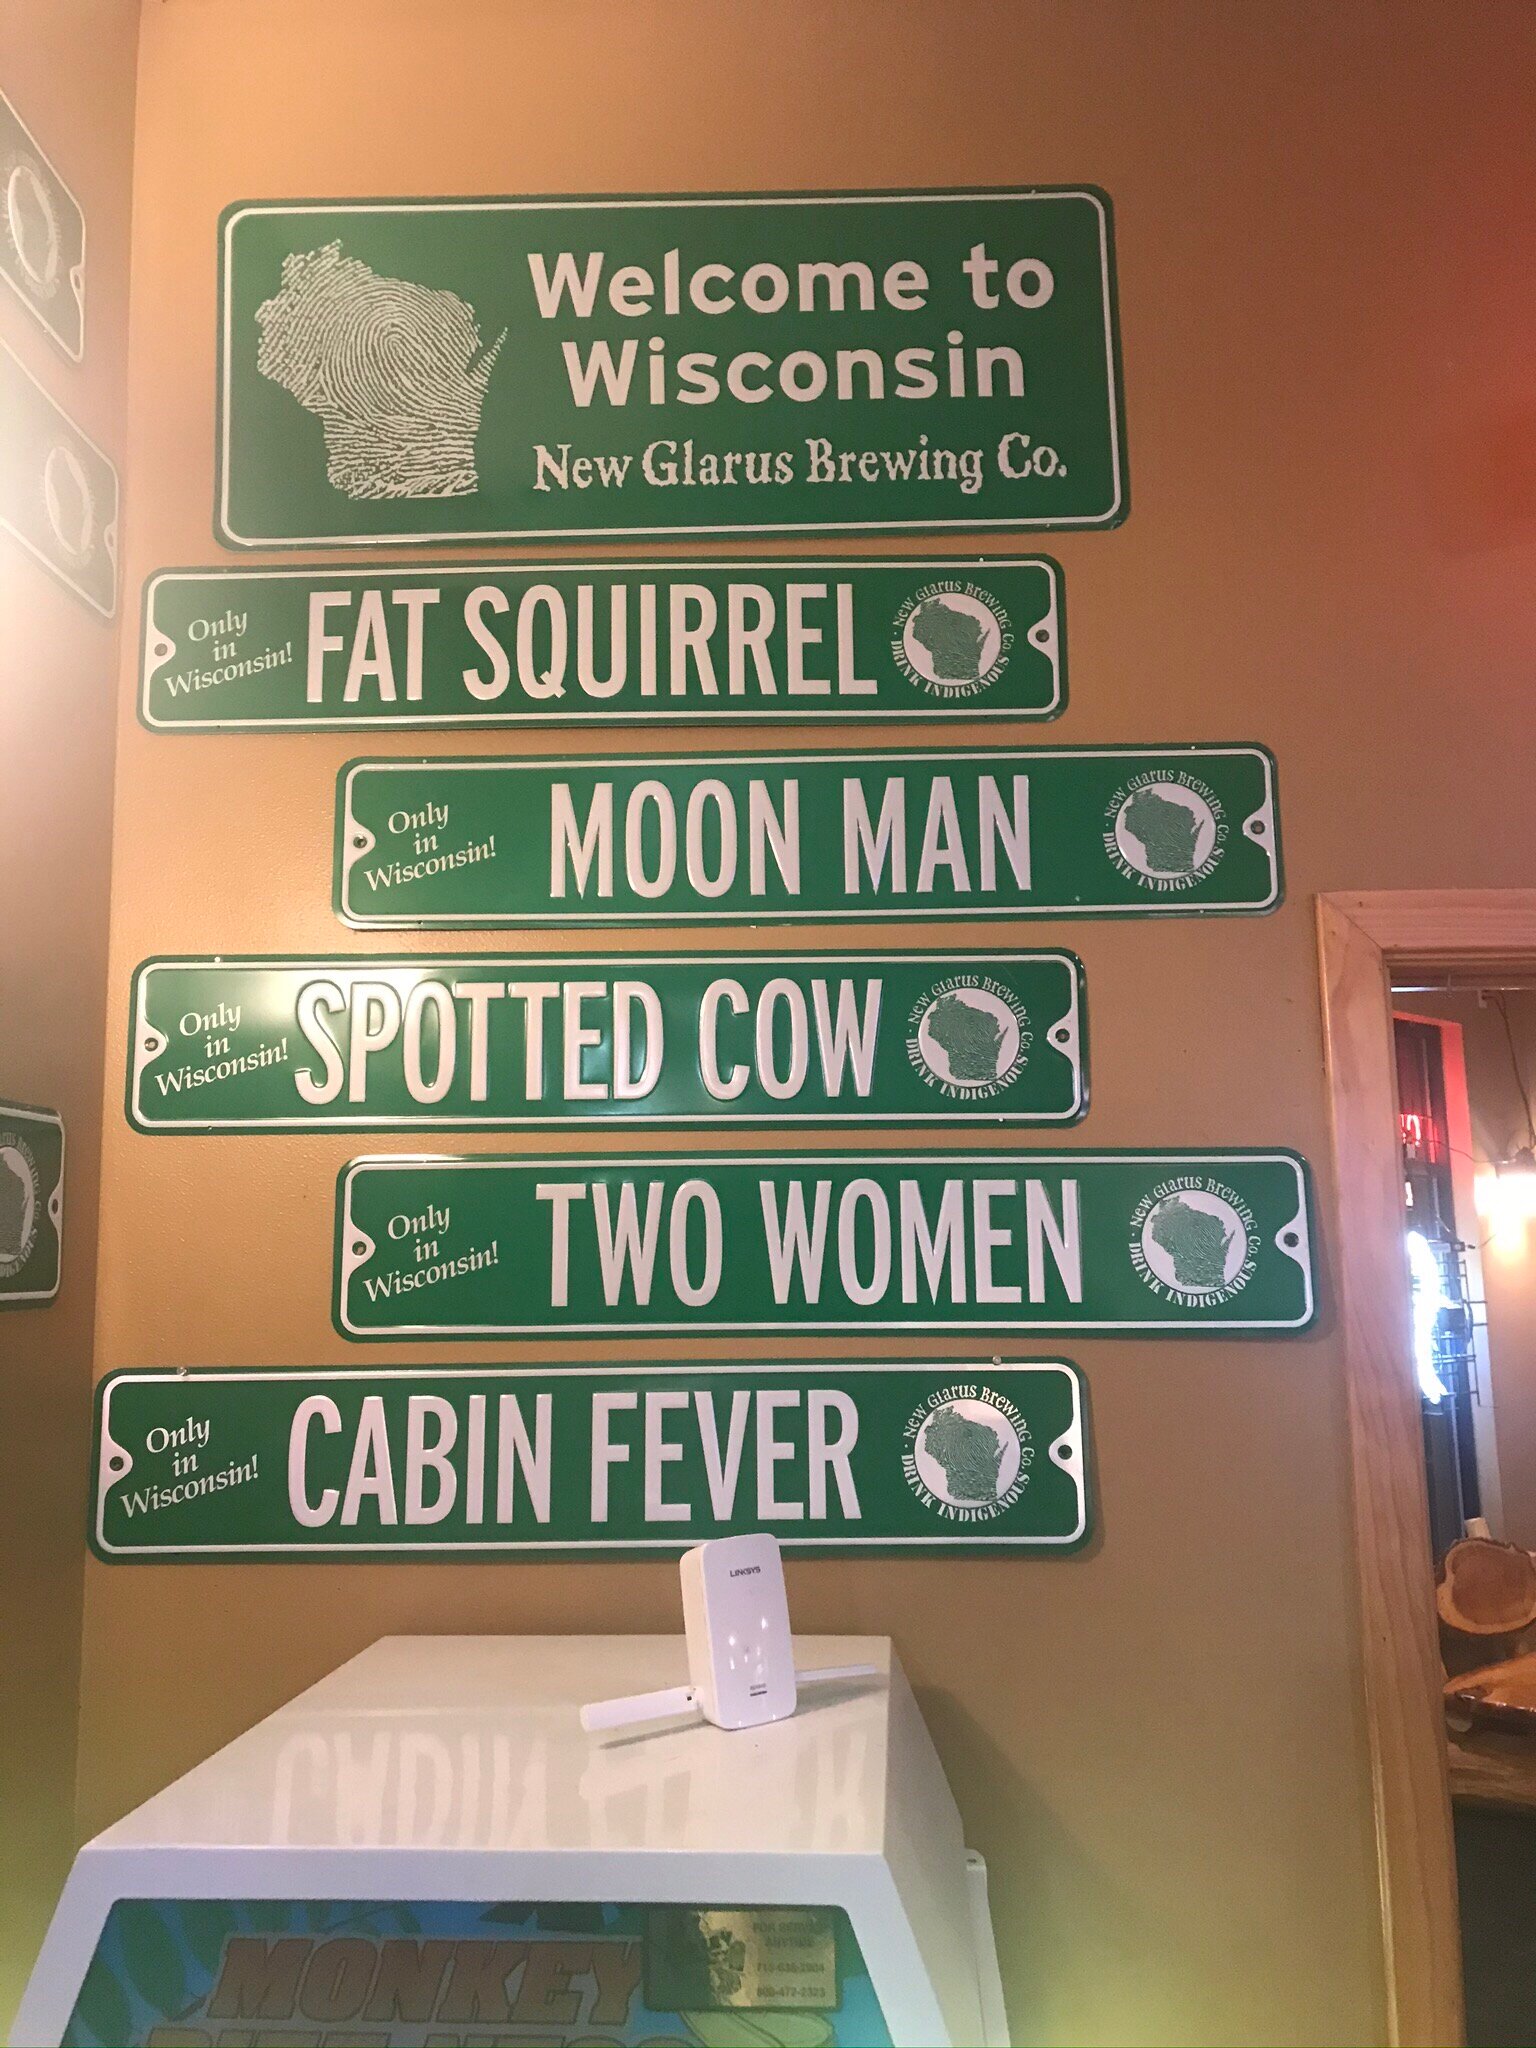 Welcome to
Wisconsin
New Glarus Brewing Co.
Only
in
Wisconsin!
FAT SQUIRREL
New Glarus Brewing Co.
DRINK INDIGENOUS
Only
in
Wisconsin!
MOON MAN
New Glarus Brewing Co.
DRINK INDIGENOUS
Only
in
Wisconsin!
SPOTTED COW
New Glarus Brewing Co.
DRINK INDIGENOUS
Only
in
Wisconsin!
TWO WOMEN
New Glarus Brewing Co.
DRINK INDIGENOUS
Only
in
Wisconsin!
CABIN FEVER
New Glarus Brewing Co.
DRINK INDIGENOUS
LINKSYS
MONKEY